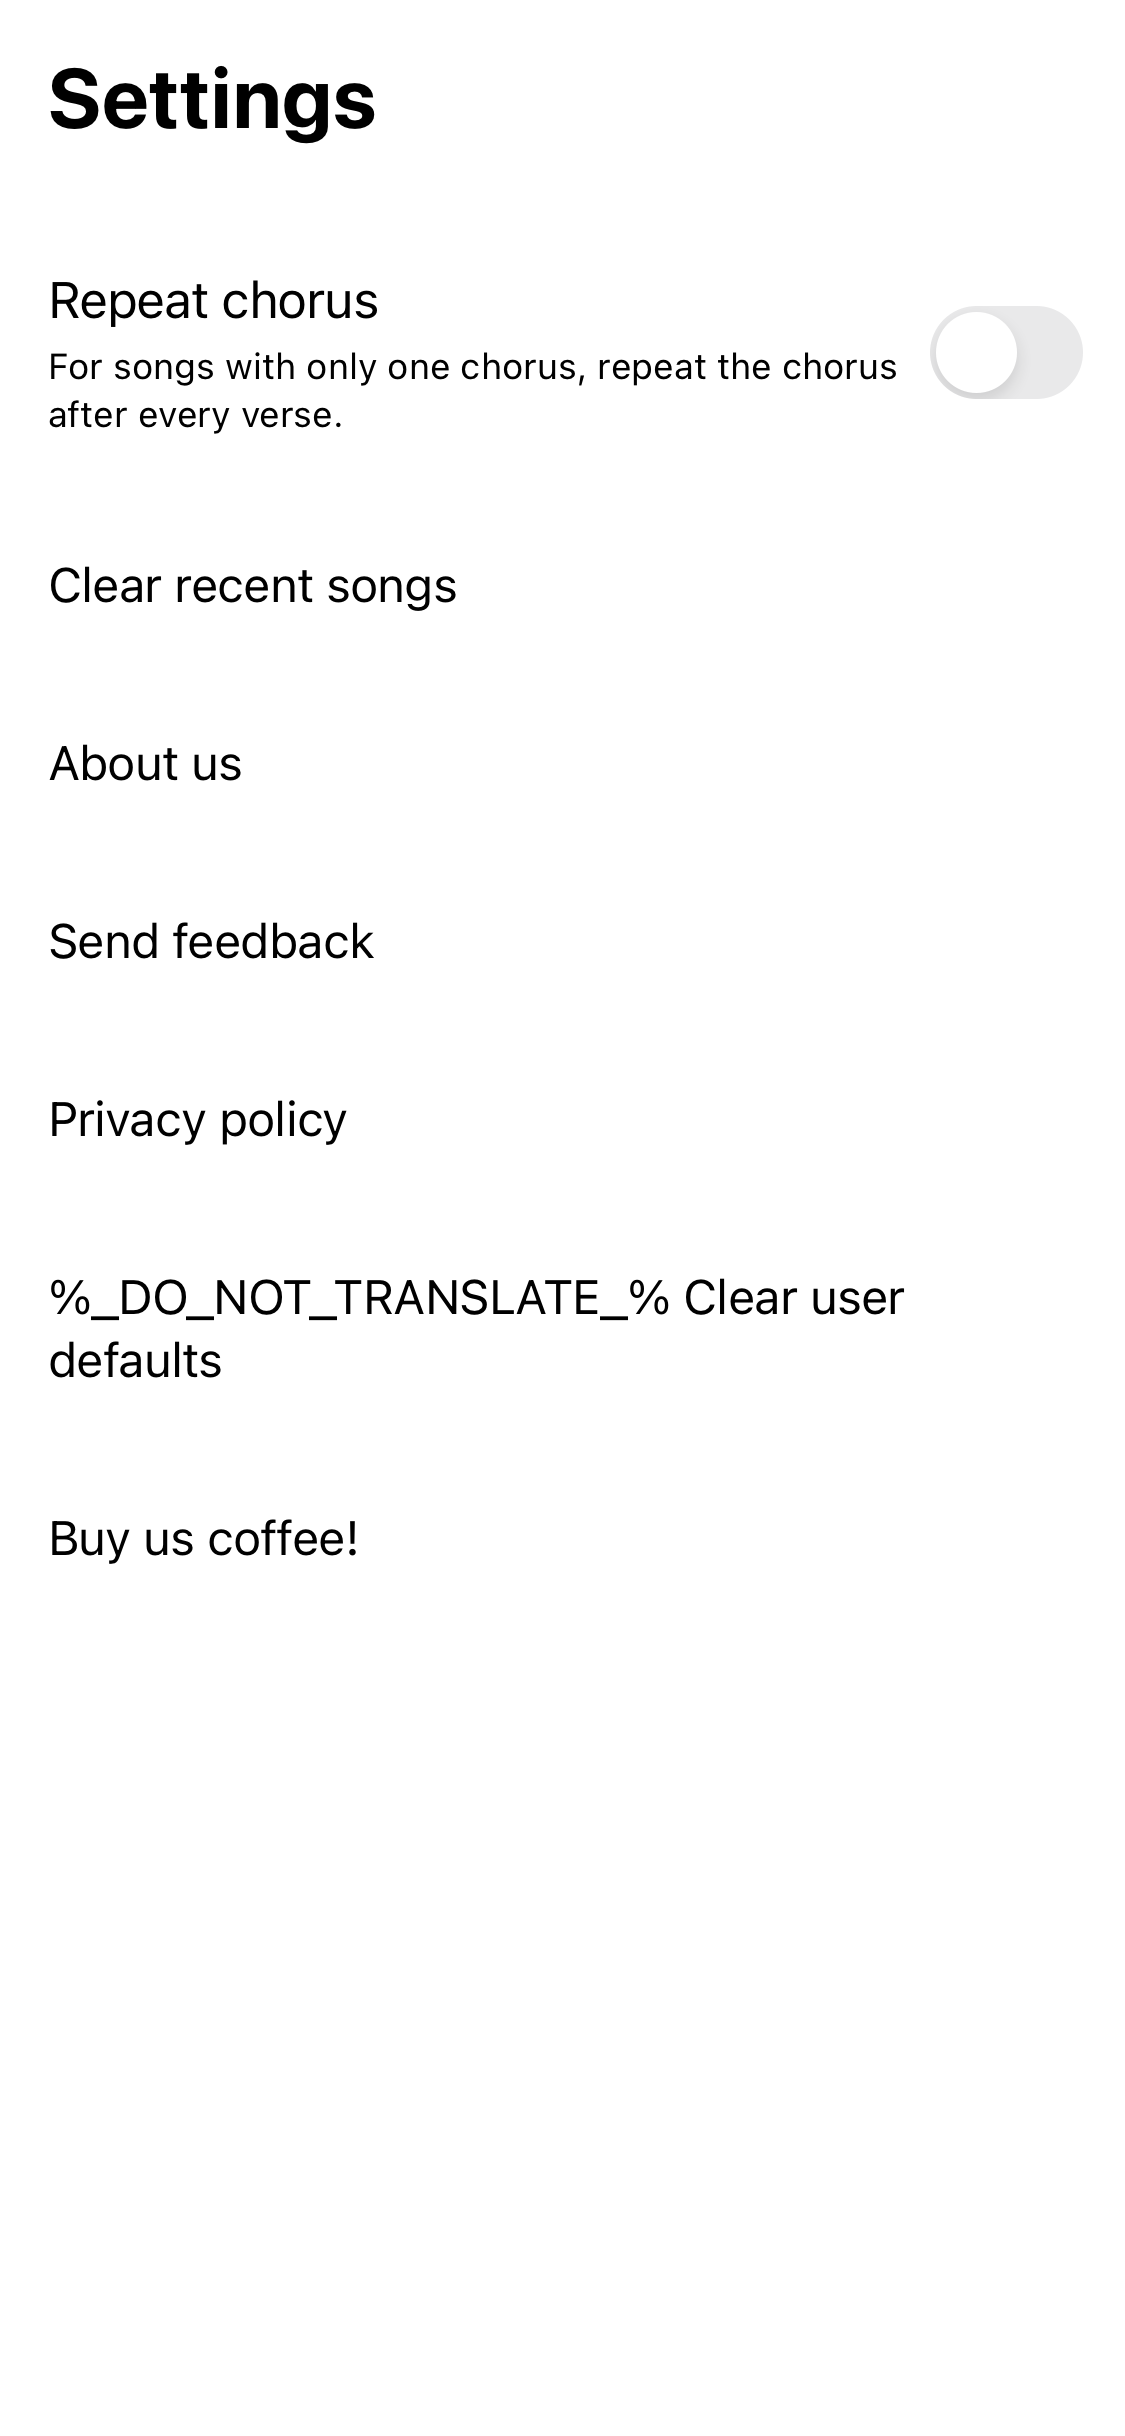 Settings
Repeat chorus
For songs with only one chorus, repeat the chorus
after every verse.
Clear recent songs
About us
Send feedback
Privacy policy
%_DO_NOT_TRANSLATE_% Clear user
defaults
Buy us coffee!